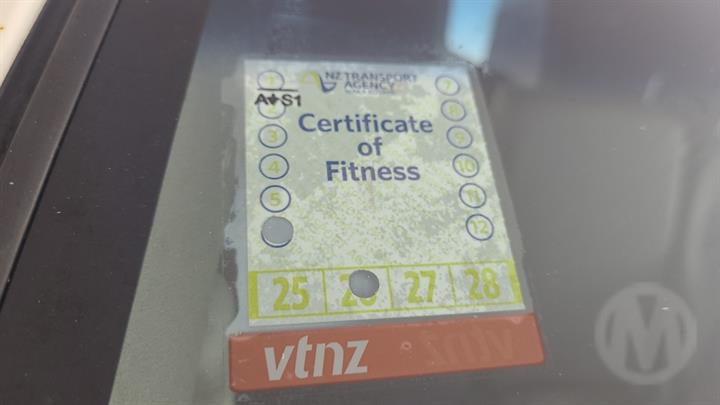 NZ TRANSPORT
AGENCY
1
7
A+S1
8
Certificate
3
9
of
4
10
Fitness
5
11
12
25 26 27 28
vtnz
M